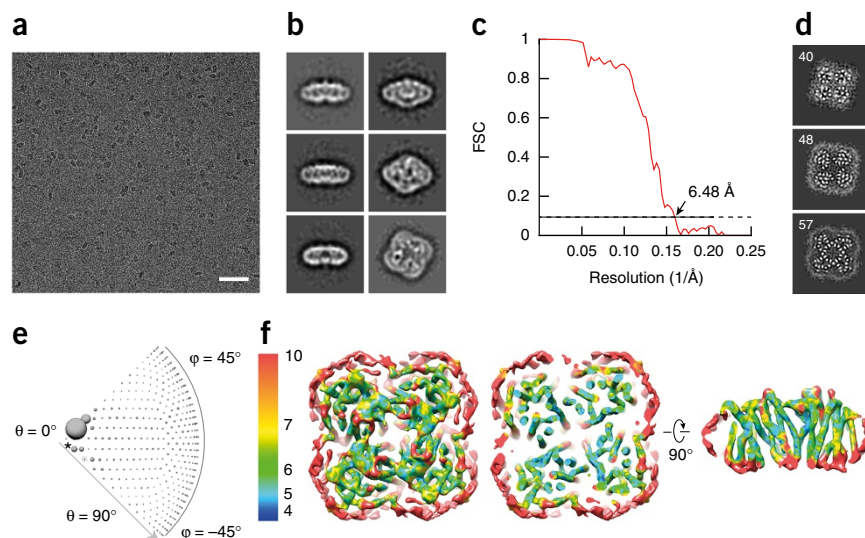 a
b
c
d
1
0.8
0.6
0.4
0.2
0
FSC
6.48 Å
0
0.05
0.10
0.15
0.20
0.25
Resolution (1/Å)
40
48
57
e
f
φ = 45°
θ = 0°
*
θ = 90°
φ = –45°
10
7
6
5
4
90°